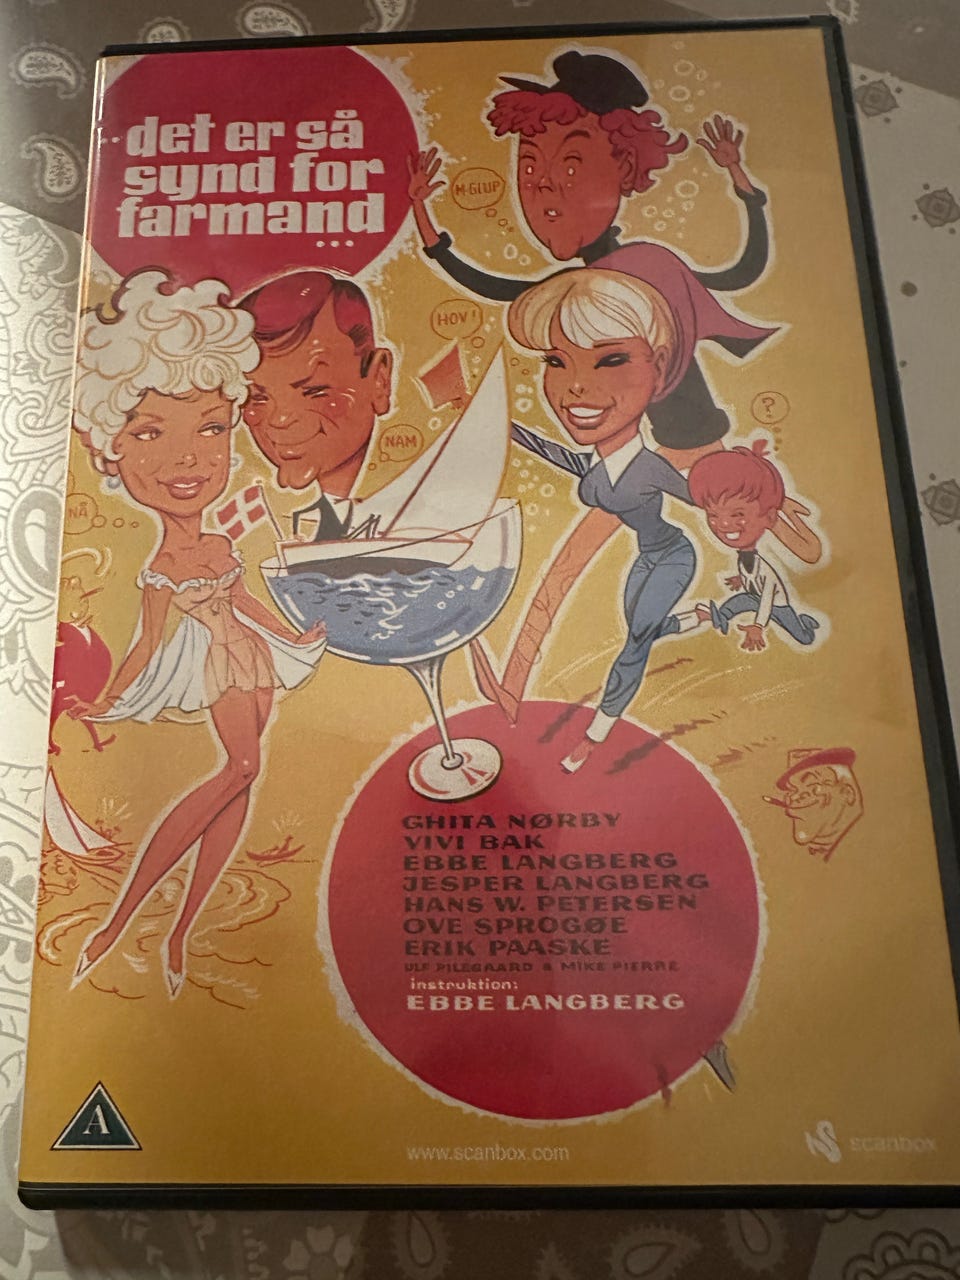 det er så
synd for
farmand
...
M-GLUP
HOV!
?
NAM
NÅ
GHITA NØRBY
VIVI BAK
EBBE LANGBERG
JESPER LANGBERG
HANS W. PETERSEN
OVE SPROGØE
ERIK PAASKE
ULF PILEGAARD & MIKE PIERRE
instruktion:
EBBE LANGBERG
A
www.scanbox.com
scanbox